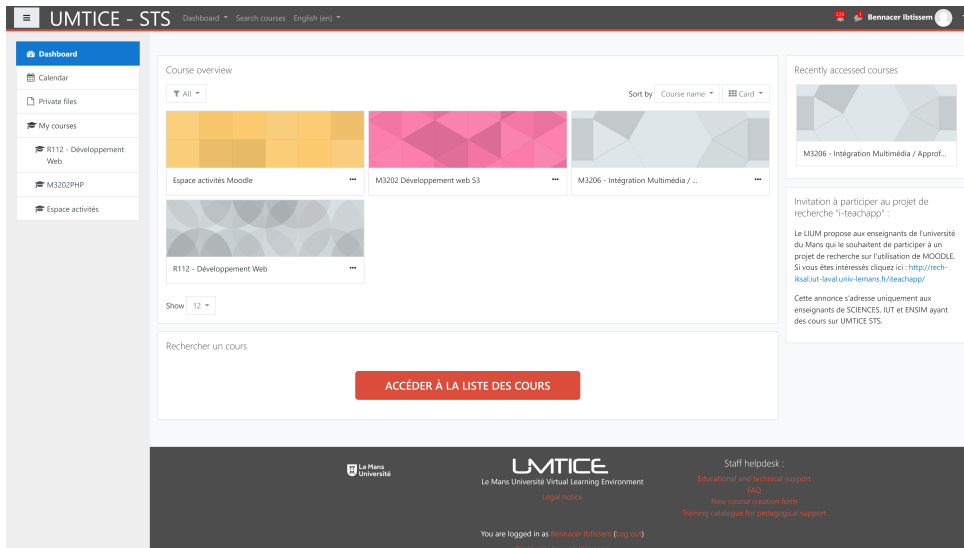 UMTICE - STS Dashboard Search courses English (en) 223 Bennacer Ibtissem
Dashboard
Calendar
Private files
My courses
R112 - Développement
Web
M3202PHP
Espace activités
Course overview
All
Sort by Course name Card
Espace activités Moodle
M3202 Développement web S3
M3206 - Intégration Multimédia / ...
R112 - Développement Web
Show 12
Rechercher un cours
ACCÉDER À LA LISTE DES COURS
Recently accessed courses
M3206 - Intégration Multimédia / Approf...
Invitation à participer au projet de
recherche "i-teachapp" :
Le LIUM propose aux enseignants de l'université
du Mans qui le souhaitent de participer à un
projet de recherche sur l'utilisation de MOODLE.
Si vous êtes intéressés cliquez ici : http://rech-
iksal.iut-laval.univ-lemans.fr/iteachapp/
Cette annonce s'adresse uniquement aux
enseignants de SCIENCES, IUT et ENSIM ayant
des cours sur UMTICE STS.
Le Mans
Université
UMTICE
Le Mans Université Virtual Learning Environment
Legal notice
You are logged in as Bennacer Ibtissem (Log out)
Staff helpdesk :
Educational and technical support
FAQ
New course creation form
Training catalogue for pedagogical support